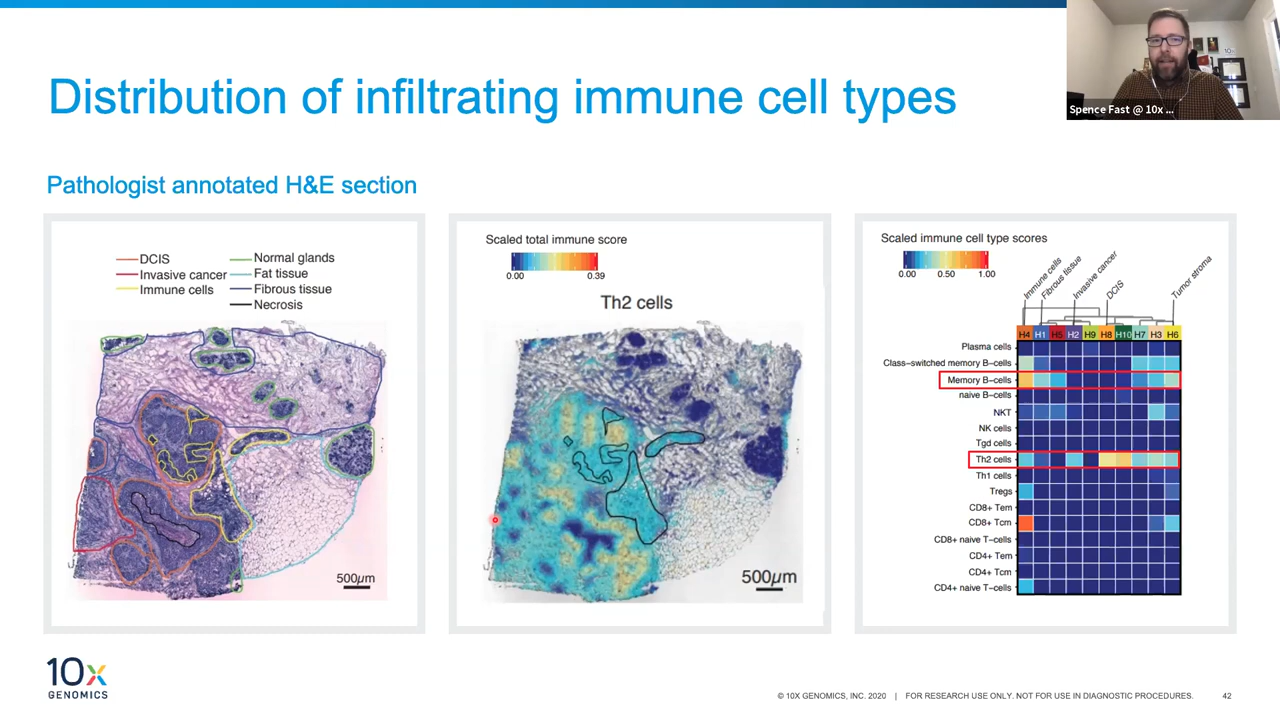 Spence Fast @ 10x ...
Distribution of infiltrating immune cell types
Pathologist annotated H&E section
DCIS
Invasive cancer
Immune cells
Normal glands
Fat tissue
Fibrous tissue
Necrosis
500µm
Scaled total immune score
0.00 0.39
Th2 cells
500µm
Scaled immune cell type scores
0.00 0.50 1.00
Immune cells
Fibrous tissue
Invasive cancer
DCIS
Tumor stroma
H4 H1 H5 H2 H9 H8 H10 H7 H3 H6
Plasma cells
Class-switched memory B-cells
Memory B-cells
naive B-cells
NKT
NK cells
Tgd cells
Th2 cells
Th1 cells
Tregs
CD8+ Tem
CD8+ Tcm
CD8+ naive T-cells
CD4+ Tem
CD4+ Tcm
CD4+ naive T-cells
10x
GENOMICS
© 10X GENOMICS, INC. 2020 | FOR RESEARCH USE ONLY. NOT FOR USE IN DIAGNOSTIC PROCEDURES. 42